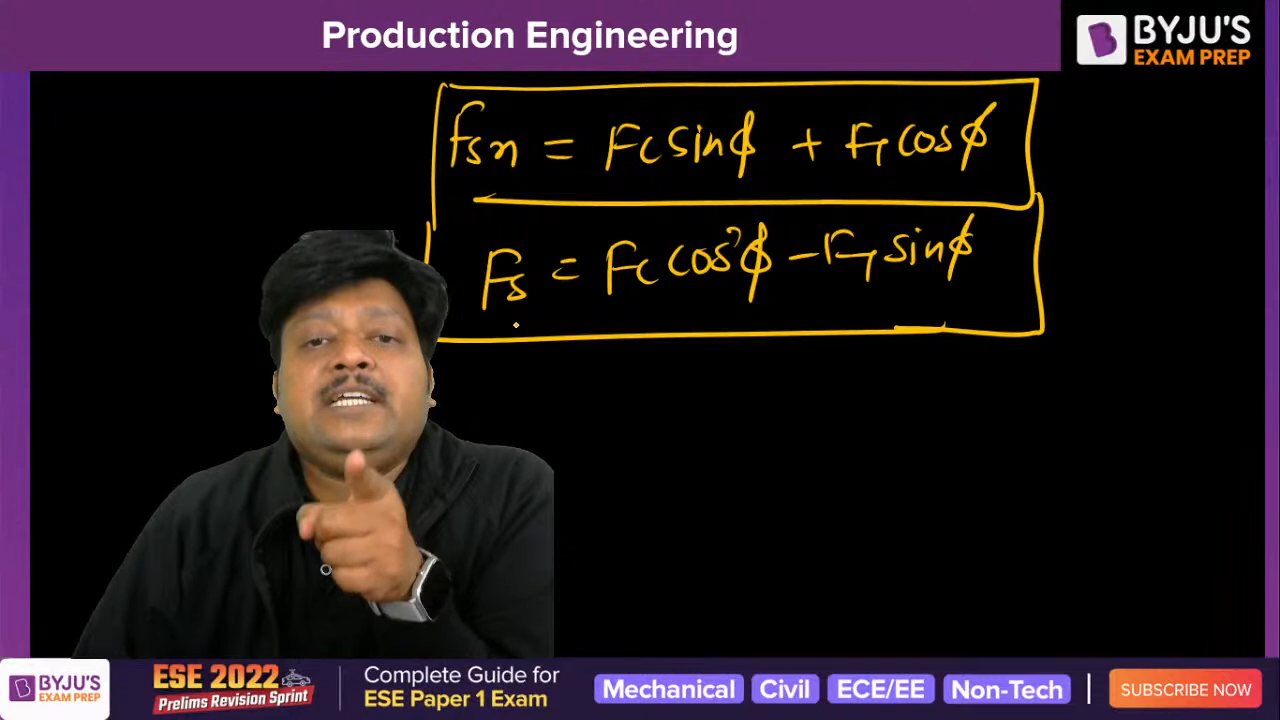 Production Engineering
BYJU'S
EXAM PREP
Fsn = Fc sinϕ + FT cosϕ
Fs = Fc cosϕ - FT sinϕ
BYJU'S
EXAM PREP
ESE 2022
Prelims Revision Sprint
Complete Guide for
ESE Paper 1 Exam
Mechanical
Civil
ECE/EE
Non-Tech
SUBSCRIBE NOW